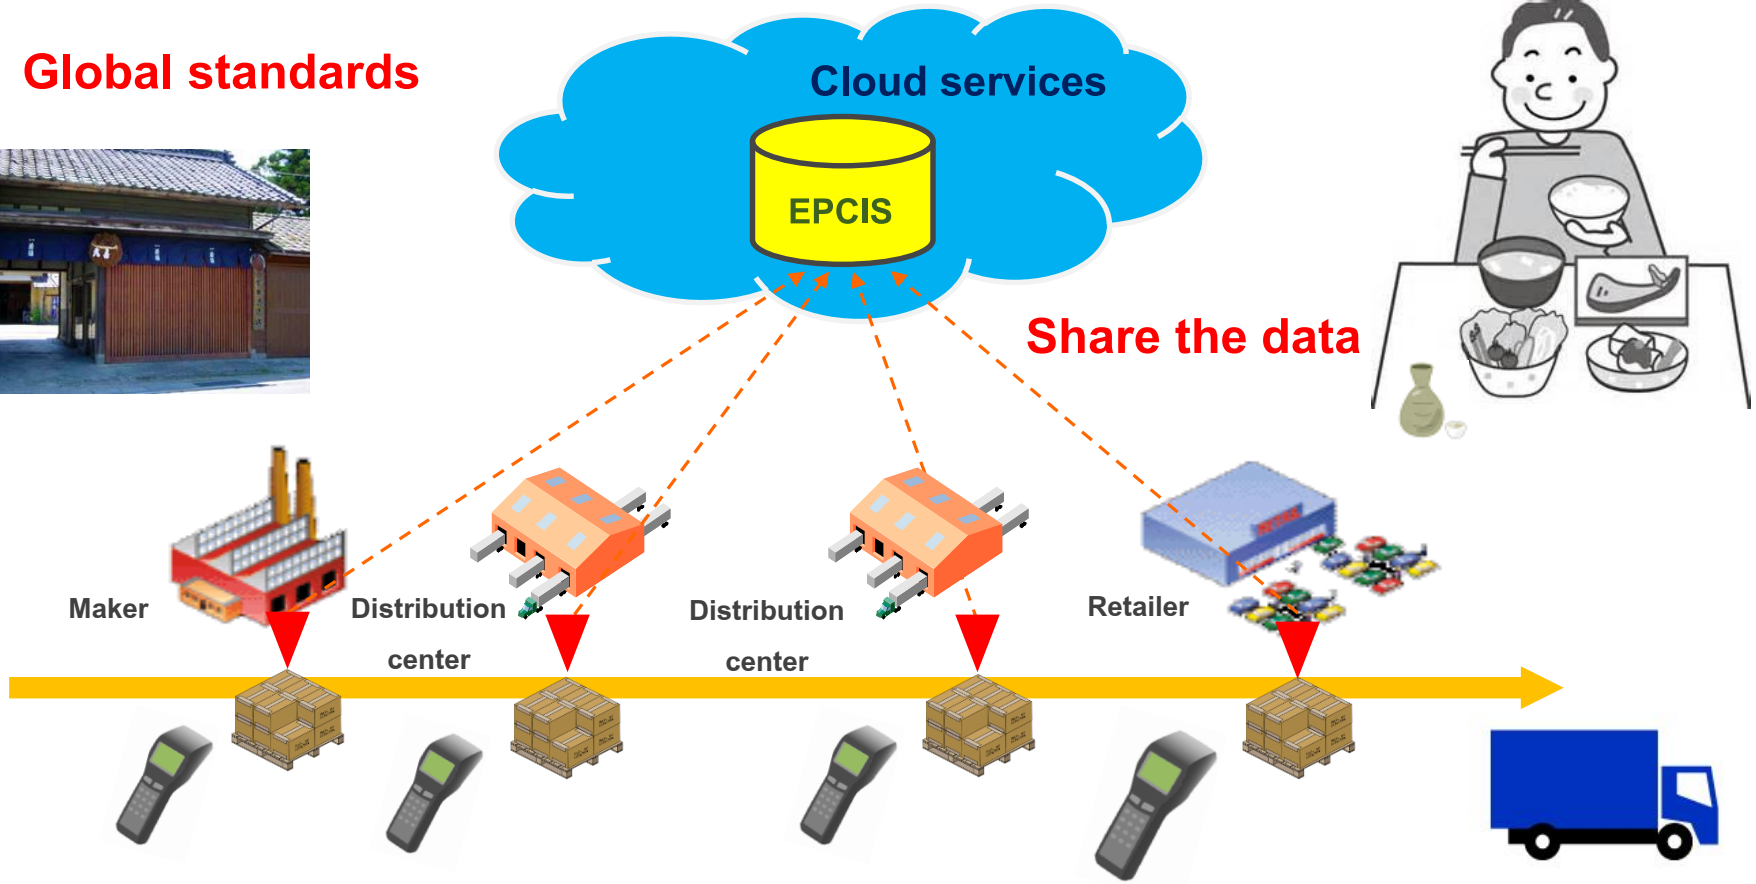 Global standards
Cloud services
EPCIS
Share the data
Maker
Distribution
center
Distribution
center
Retailer